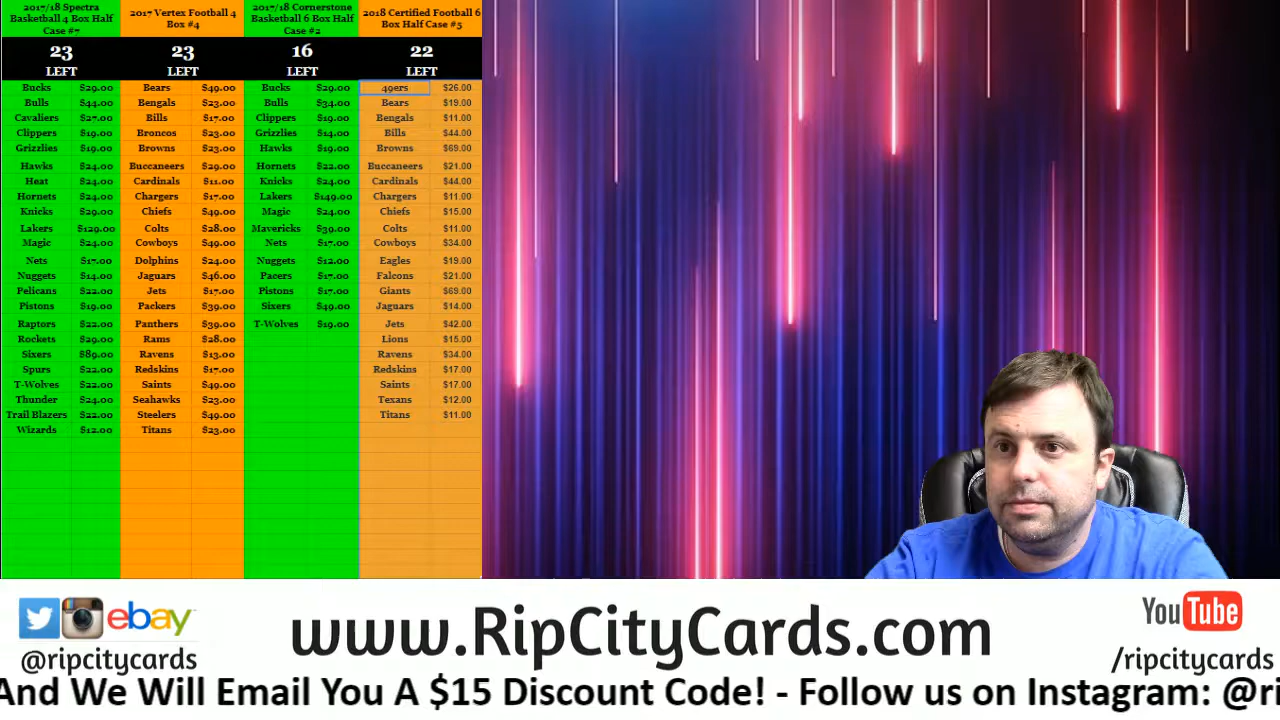 2017/18 Spectra
Basketball 4 Box Half
Case #7
23
LEFT
Bucks $29.00
Bulls $44.00
Cavaliers $27.00
Clippers $19.00
Grizzlies $19.00
Hawks $24.00
Heat $24.00
Hornets $24.00
Knicks $29.00
Lakers $129.00
Magic $24.00
Nets $17.00
Nuggets $14.00
Pelicans $22.00
Pistons $19.00
Raptors $22.00
Rockets $29.00
Sixers $89.00
Spurs $22.00
T-Wolves $22.00
Thunder $24.00
Trail Blazers $22.00
Wizards $12.00
2017 Vertex Football 4
Box #4
23
LEFT
Bears $49.00
Bengals $23.00
Bills $17.00
Broncos $23.00
Browns $23.00
Buccaneers $29.00
Cardinals $11.00
Chargers $17.00
Chiefs $49.00
Colts $28.00
Cowboys $49.00
Dolphins $24.00
Jaguars $46.00
Jets $17.00
Packers $39.00
Panthers $39.00
Rams $28.00
Ravens $13.00
Redskins $17.00
Saints $49.00
Seahawks $23.00
Steelers $49.00
Titans $23.00
2017/18 Cornerstone
Basketball 6 Box Half
Case #2
16
LEFT
Bucks $29.00
Bulls $34.00
Clippers $19.00
Grizzlies $14.00
Hawks $19.00
Hornets $22.00
Knicks $24.00
Lakers $149.00
Magic $24.00
Mavericks $39.00
Nets $17.00
Nuggets $12.00
Pacers $17.00
Pistons $17.00
Sixers $49.00
T-Wolves $19.00
2018 Certified Football 6
Box Half Case #5
22
LEFT
49ers $26.00
Bears $19.00
Bengals $11.00
Bills $44.00
Browns $69.00
Buccaneers $21.00
Cardinals $44.00
Chargers $11.00
Chiefs $15.00
Colts $11.00
Cowboys $34.00
Eagles $19.00
Falcons $21.00
Giants $69.00
Jaguars $14.00
Jets $42.00
Lions $15.00
Ravens $34.00
Redskins $17.00
Saints $17.00
Texans $12.00
Titans $11.00
ebay
@ripcitycards
www.RipCityCards.com
YouTube
/ripcitycards
And We Will Email You A $15 Discount Code! - Follow us on Instagram: @ri